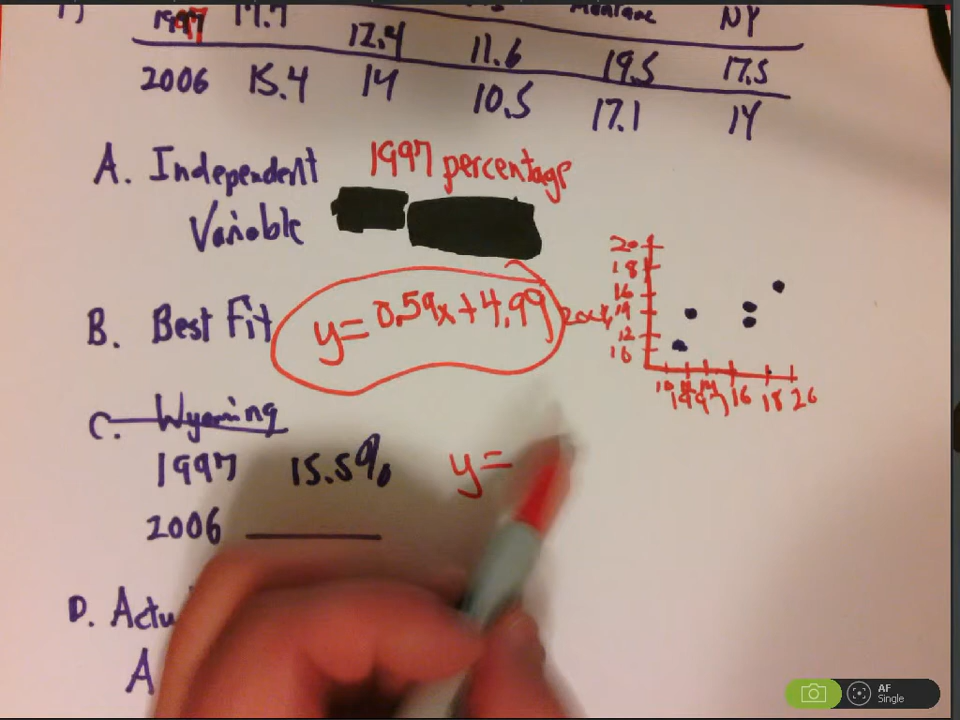 1)
1997 17.7 Montana NY
12.4 11.6 19.5 17.5
2006 15.4 14 10.5 17.1 14
A. Independent 1997 percentage
Variable
B. Best Fit y=0.59x+4.99
20
18
16
14
12
10
10 16 18 20
1997
C. Wyoming
1997 15.5% y=
2006
D. Actu
A
AF
Single